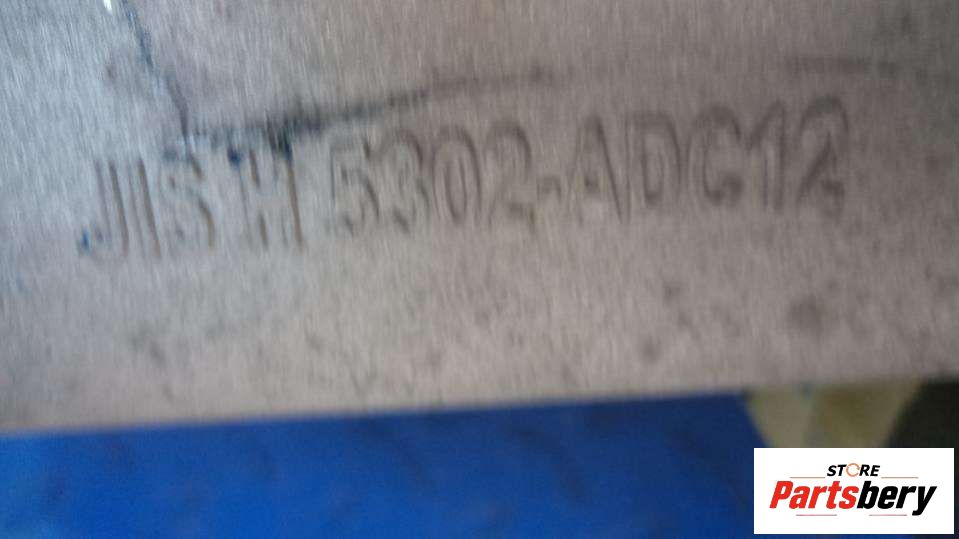 JIS H 5302-ADC12
STORE
Partsbery